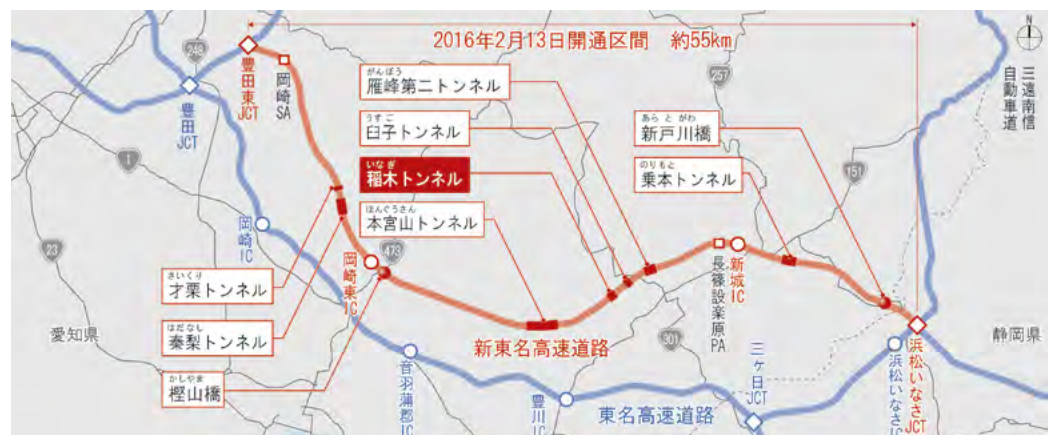 2016年2月13日開通区間 約55km
N
248
257
1
23
473
151
301
豊田東JCT
岡崎SA
豊田JCT
三遠南信自動車道
がんぽう
雁峰第二トンネル
うすご
臼子トンネル
いなぎ
稲木トンネル
ほんぐうさん
本宮山トンネル
あらとがわ
新戸川橋
のりもと
乗本トンネル
岡崎IC
岡崎東IC
さいくり
才栗トンネル
はだなし
秦梨トンネル
かしやま
樫山橋
愛知県
静岡県
新東名高速道路
長篠設楽原PA
新城IC
音羽蒲郡IC
豊川IC
東名高速道路
三ヶ日JCT
浜松いなさJCT
浜松いなさJCT